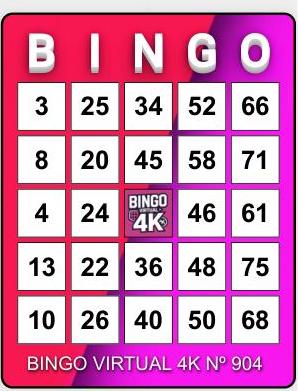 B I N G O
3 25 34 52 66
8 20 45 58 71
4 24 BINGO VIRTUAL 4K 46 61
13 22 36 48 75
10 26 40 50 68
BINGO VIRTUAL 4K Nº 904